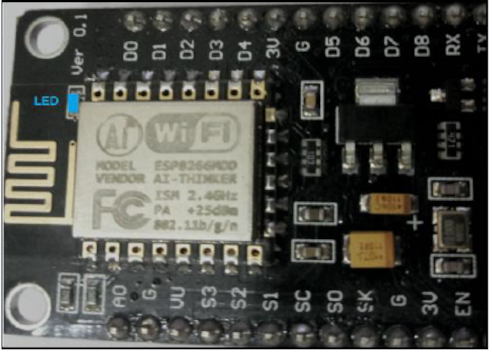 Ver 0.1
D0 D1 D2 D3 D4 3V G D5 D6 D7 D8 RX TX
LED
Ai WiFi
MODEL ESP8266MOD
VENDOR AI-THINKER
FC ISM 2.4GHz
PA +25dBm
802.11b/g/n
+
A0 G VU S3 S2 S1 SC SO SK G 3V EN